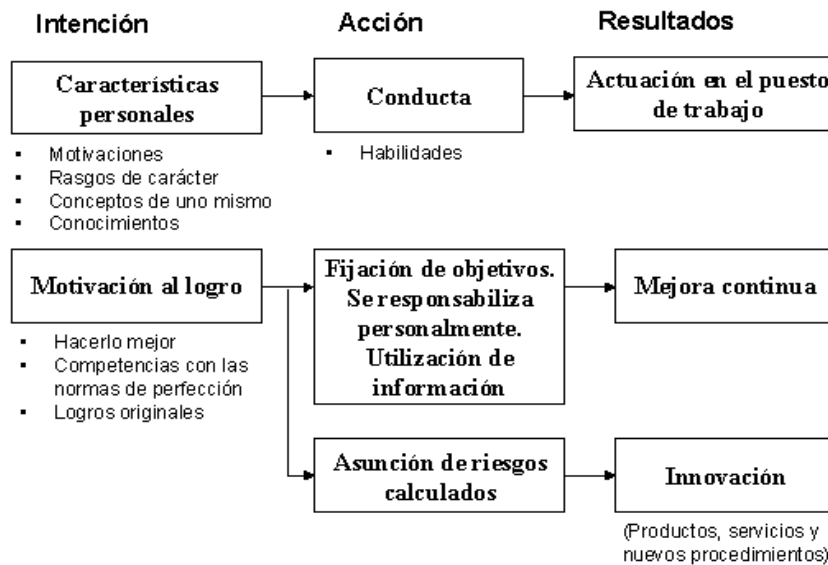 Intención
Acción
Resultados
Características
personales
Conducta
Actuación en el puesto
de trabajo
▪ Motivaciones
▪ Rasgos de carácter
▪ Conceptos de uno mismo
▪ Conocimientos
▪ Habilidades
Motivación al logro
Fijación de objetivos.
Se responsabiliza
personalmente.
Utilización de
información
Mejora continua
▪ Hacerlo mejor
▪ Competencias con las
normas de perfección
▪ Logros originales
Asunción de riesgos
calculados
Innovación
(Productos, servicios y
nuevos procedimientos)